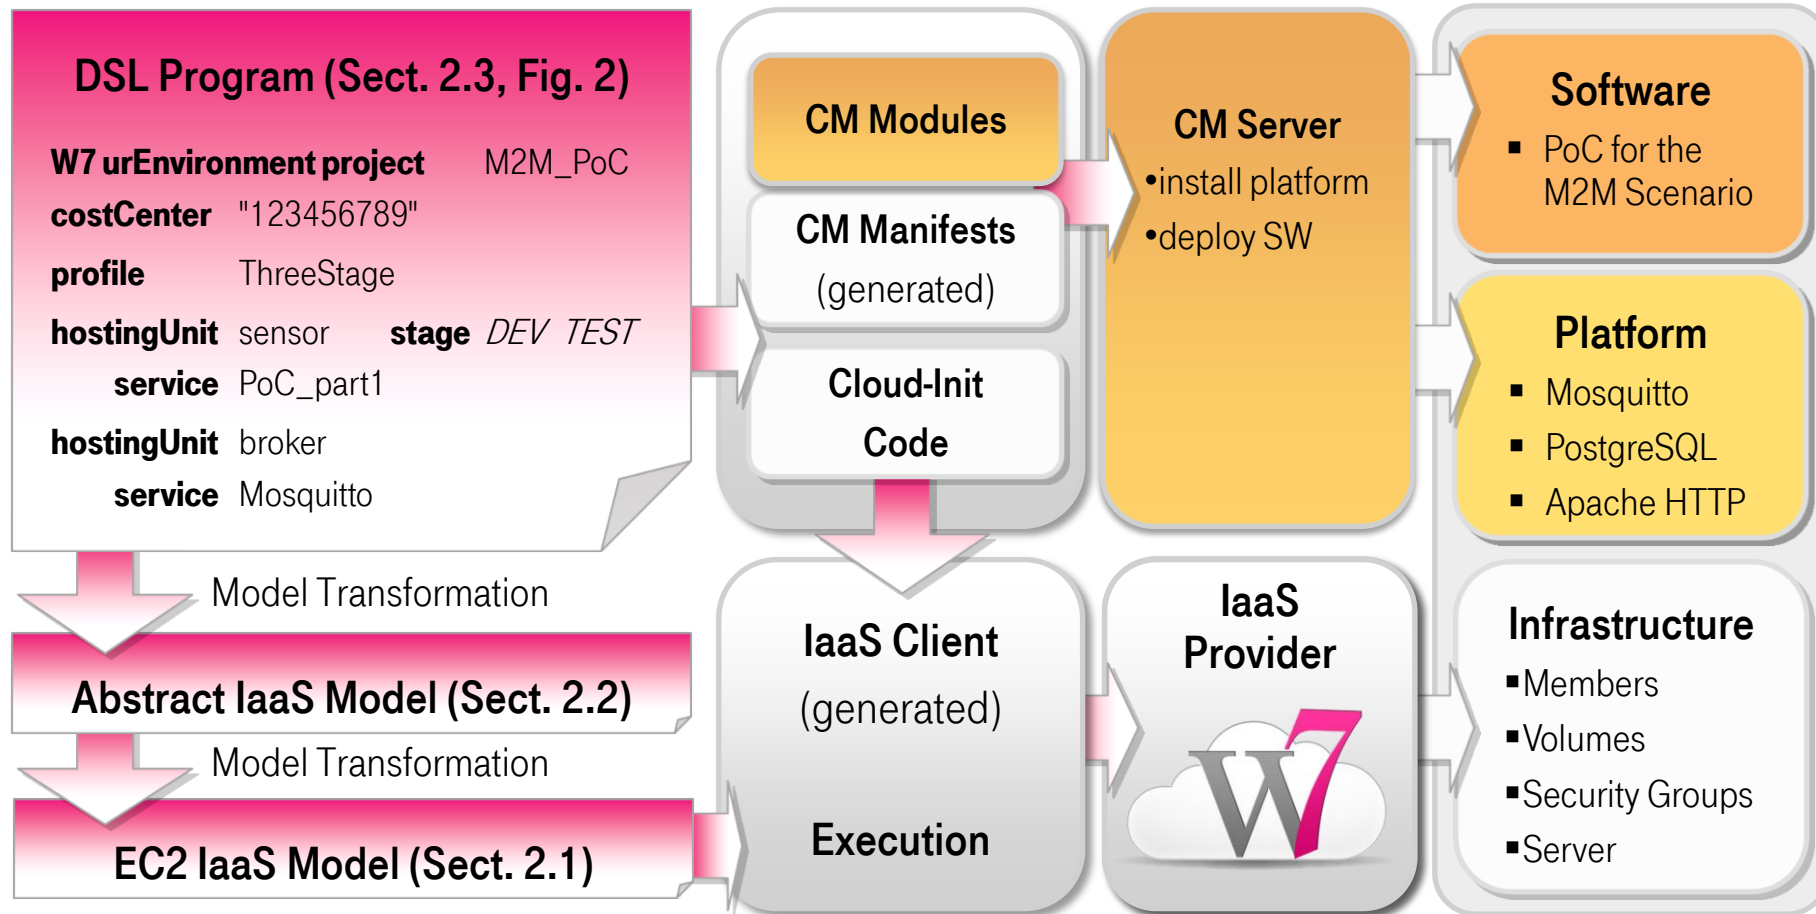 DSL Program (Sect. 2.3, Fig. 2)
W7 urEnvironment project M2M_PoC
costCenter "123456789"
profile ThreeStage
hostingUnit sensor stage DEV TEST
service PoC_part1
hostingUnit broker
service Mosquitto
Model Transformation
Abstract IaaS Model (Sect. 2.2)
Model Transformation
EC2 IaaS Model (Sect. 2.1)
CM Modules
CM Manifests
(generated)
Cloud-Init
Code
IaaS Client
(generated)
Execution
CM Server
•install platform
•deploy SW
IaaS
Provider
W7
Software
▪ PoC for the
M2M Scenario
Platform
▪ Mosquitto
▪ PostgreSQL
▪ Apache HTTP
Infrastructure
▪Members
▪Volumes
▪Security Groups
▪Server